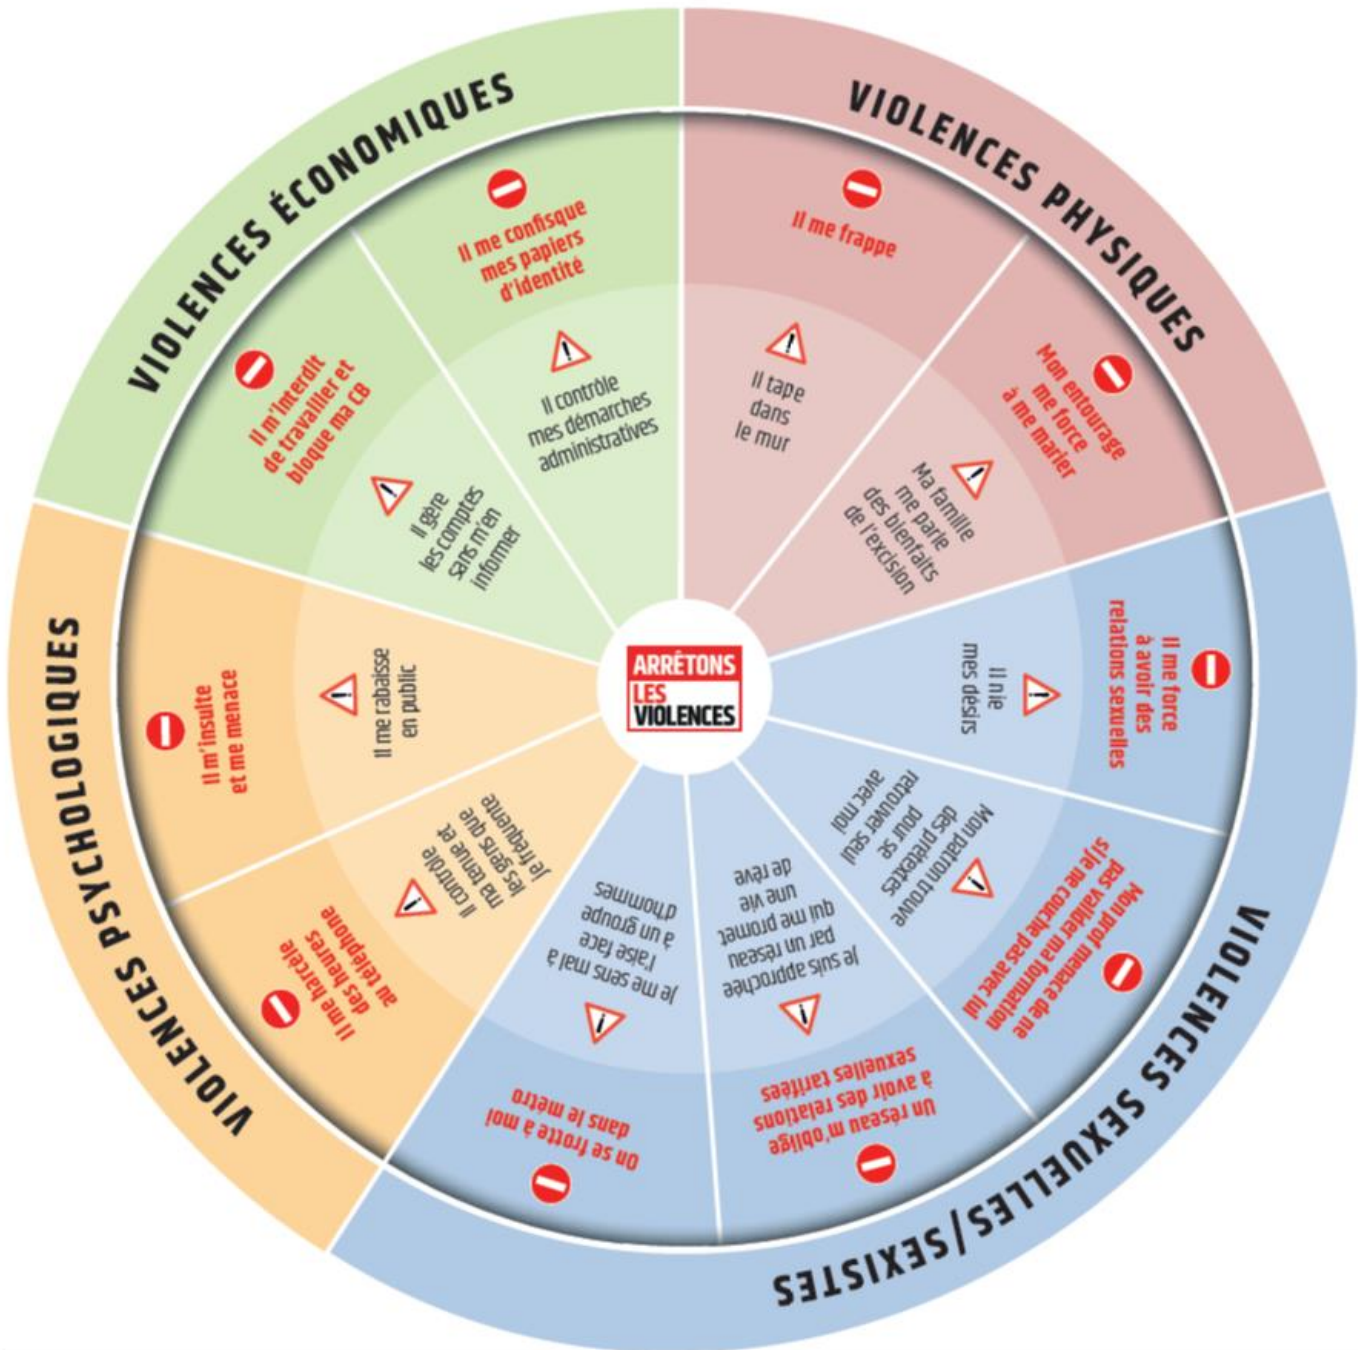 VIOLENCES PHYSIQUES
Il me frappe
Il tape
dans
le mur
Mon entourage
me force
à me marier
Ma famille
me parle
des bienfaits
de l'excision
VIOLENCES SEXUELLES/SEXISTES
Il me force
à avoir des
relations sexuelles
Il nie
mes désirs
Mon prof menace de ne
pas valider ma formation
si je ne couche pas avec lui
Mon patron trouve
des prétextes
pour se
retrouver seul
avec moi
Un réseau m'oblige
à avoir des relations
sexuelles tarifées
Je suis approchée
par un réseau
qui me promet
une vie
de rêve
On se frotte à moi
dans le métro
Je me sens mal à
l'aise face
à un groupe
d'hommes
VIOLENCES PSYCHOLOGIQUES
Il me harcèle
des heures
au téléphone
Il contrôle
ma tenue et
les gens que
je fréquente
Il m'insulte
et me menace
Il me rabaisse
en public
VIOLENCES ÉCONOMIQUES
Il m'interdit
de travailler et
bloque ma CB
Il gère
les comptes
sans m'en
informer
Il me confisque
mes papiers
d'identité
Il contrôle
mes démarches
administratives
ARRÊTONS
LES
VIOLENCES